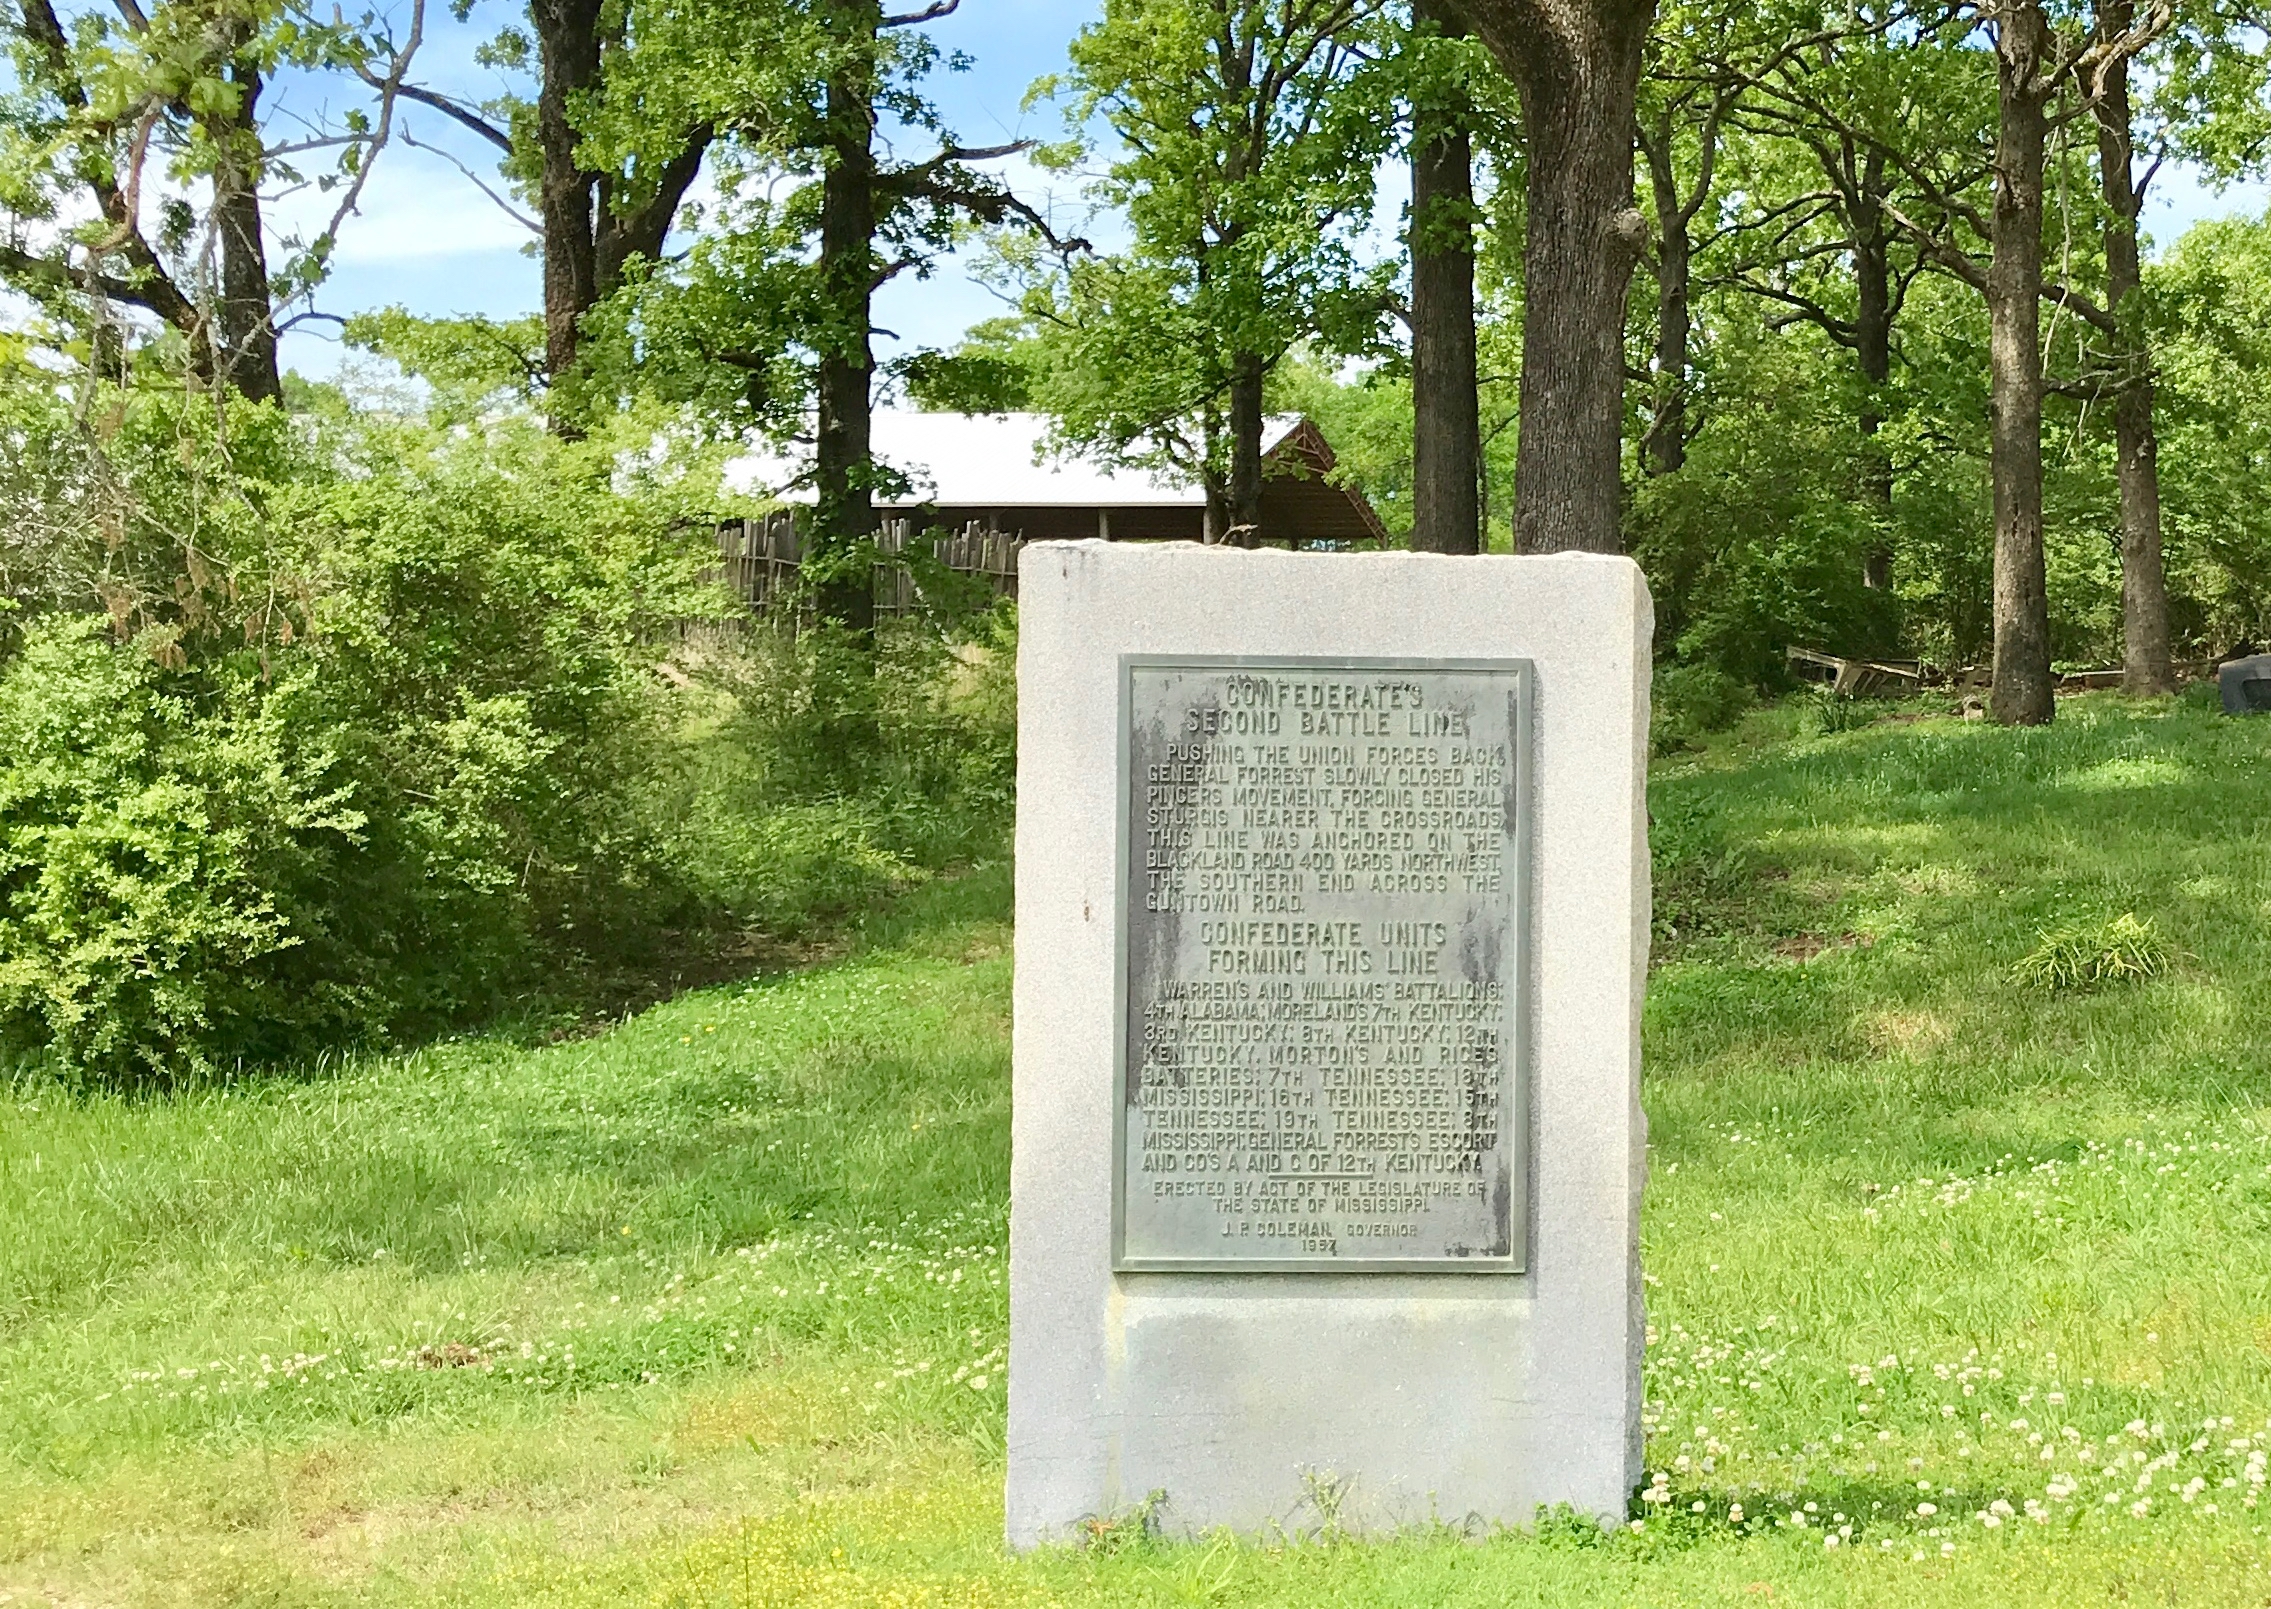 CONFEDERATE'S
SECOND BATTLE LINE
PUSHING THE UNION FORCES BACK
GENERAL FORREST SLOWLY CLOSED HIS
PINCERS MOVEMENT, FORCING GENERAL
STURGIS NEARER THE CROSSROADS.
THIS LINE WAS ANCHORED ON THE
BLACKLAND ROAD 400 YARDS NORTHWEST,
THE SOUTHERN END ACROSS THE
GUNTOWN ROAD.
CONFEDERATE UNITS
FORMING THIS LINE
WARREN'S AND WILLIAMS' BATTALIONS;
4TH ALABAMA; MORELAND'S 7TH KENTUCKY;
3RD KENTUCKY; 8TH KENTUCKY; 12TH
KENTUCKY, MORTON'S AND RICE'S
BATTERIES; 7TH TENNESSEE; 18TH
MISSISSIPPI; 16TH TENNESSEE; 15TH
TENNESSEE; 19TH TENNESSEE; 8TH
MISSISSIPPI; GENERAL FORREST'S ESCORT
AND CO'S A AND C OF 12TH KENTUCKY.
ERECTED BY ACT OF THE LEGISLATURE OF
THE STATE OF MISSISSIPPI.
J. P. COLEMAN, GOVERNOR
1957